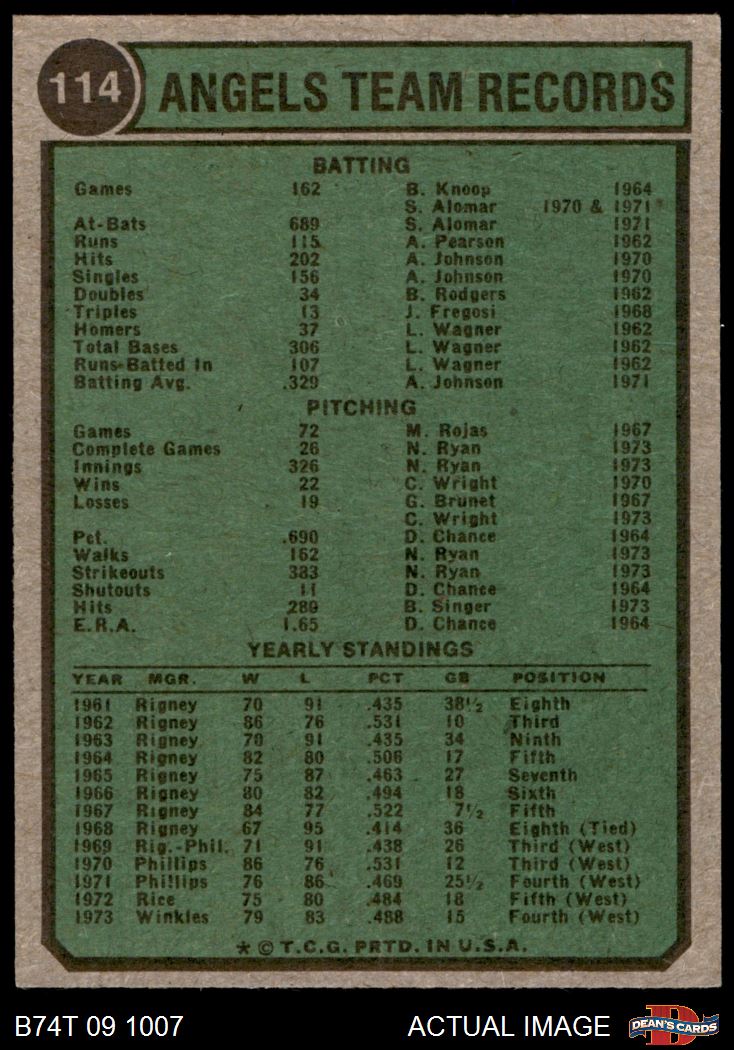 114 ANGELS TEAM RECORDS
BATTING
Games 162 B. Knoop 1964
S. Alomar 1970 & 1971
At-Bats 689 S. Alomar 1971
Runs 115 A. Pearson 1962
Hits 202 A. Johnson 1970
Singles 156 A. Johnson 1970
Doubles 34 B. Rodgers 1962
Triples 13 J. Fregosi 1968
Homers 37 L. Wagner 1962
Total Bases 306 L. Wagner 1962
Runs-Batted In 107 L. Wagner 1962
Batting Avg. .329 A. Johnson 1971
PITCHING
Games 72 M. Rojas 1967
Complete Games 26 N. Ryan 1973
Innings 326 N. Ryan 1973
Wins 22 C. Wright 1970
Losses 19 G. Brunet 1967
C. Wright 1973
Pct. .690 D. Chance 1964
Walks 162 N. Ryan 1973
Strikeouts 383 N. Ryan 1973
Shutouts 11 D. Chance 1964
Hits 280 B. Singer 1973
E.R.A. 1.65 D. Chance 1964
YEARLY STANDINGS
YEAR MGR. W L PCT GB POSITION
1961 Rigney 70 91 .435 38½ Eighth
1962 Rigney 86 76 .531 10 Third
1963 Rigney 70 91 .435 34 Ninth
1964 Rigney 82 80 .506 17 Fifth
1965 Rigney 75 87 .463 27 Seventh
1966 Rigney 80 82 .494 18 Sixth
1967 Rigney 84 77 .522 7½ Fifth
1968 Rigney 67 95 .414 36 Eighth (Tied)
1969 Rig.-Phil. 71 91 .438 26 Third (West)
1970 Phillips 86 76 .531 12 Third (West)
1971 Phillips 76 86 .469 25½ Fourth (West)
1972 Rice 75 80 .484 18 Fifth (West)
1973 Winkles 79 83 .488 15 Fourth (West)
* © T.C.G. PRTD. IN U.S.A.
B74T 09 1007 ACTUAL IMAGE D DEAN'S CARDS